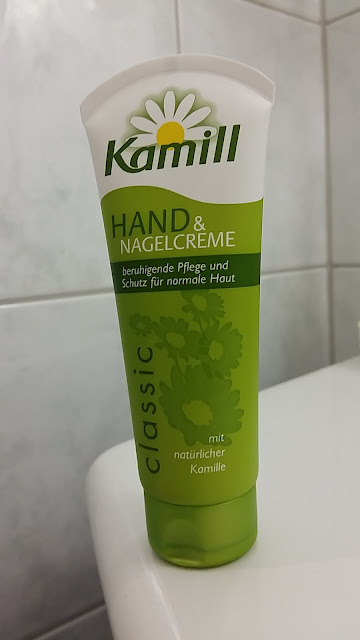 Kamill
HAND &
NAGELCREME
beruhigende Pflege und
Schutz für normale Haut
classic
mit
natürlicher
Kamille